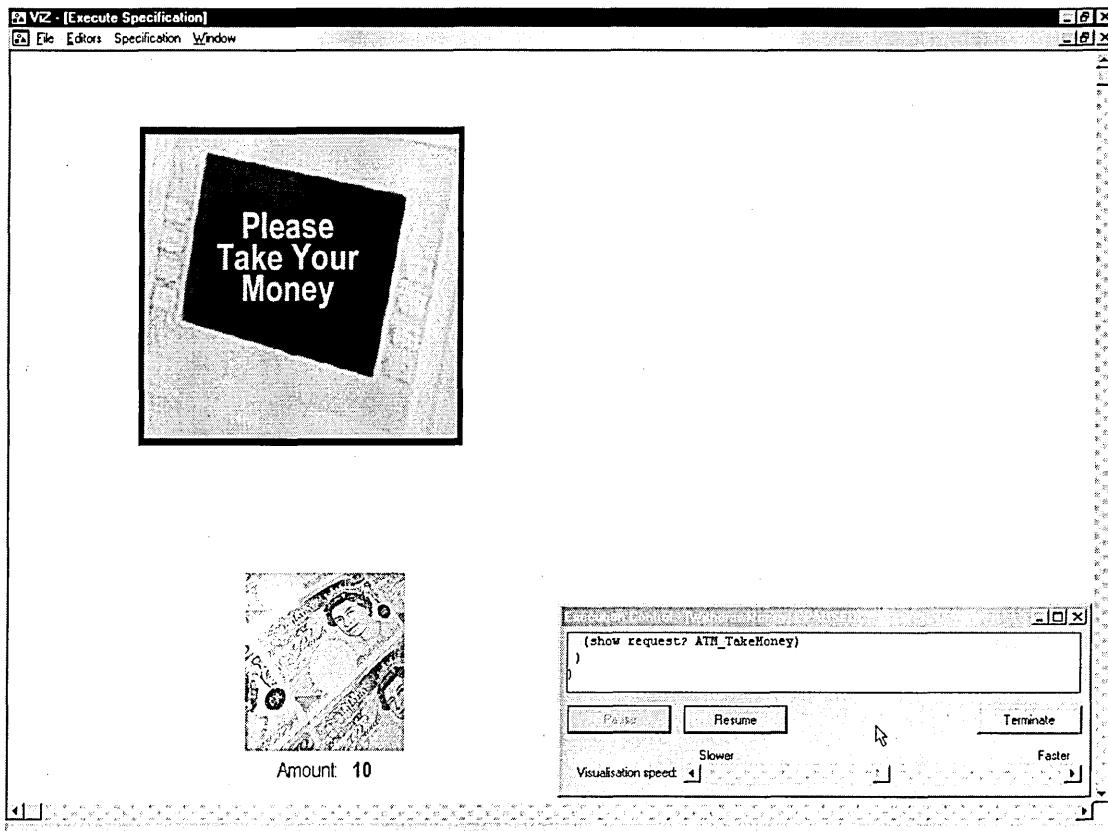 ViZ - [Execute Specification]
File Editors Specification Window
Please
Take Your
Money
Amount: 10
(show request? ATM_TakeMoney)
)
)
Pause Resume Terminate
Slower Faster
Visualisation speed: